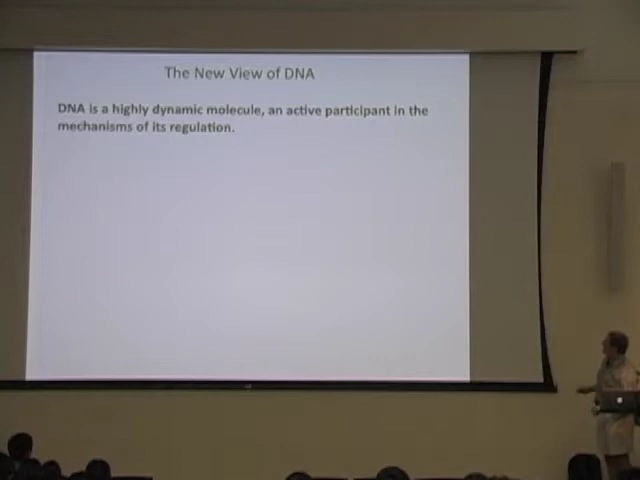 The New View of DNA
DNA is a highly dynamic molecule, an active participant in the
mechanisms of its regulation.